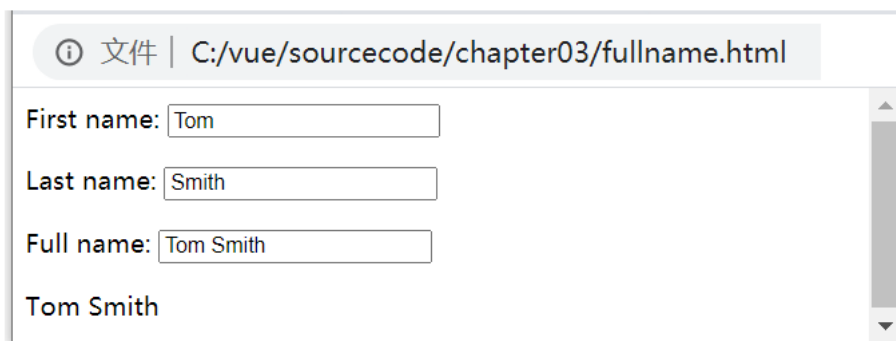 文件 | C:/vue/sourcecode/chapter03/fullname.html
First name: Tom
Last name: Smith
Full name: Tom Smith
Tom Smith